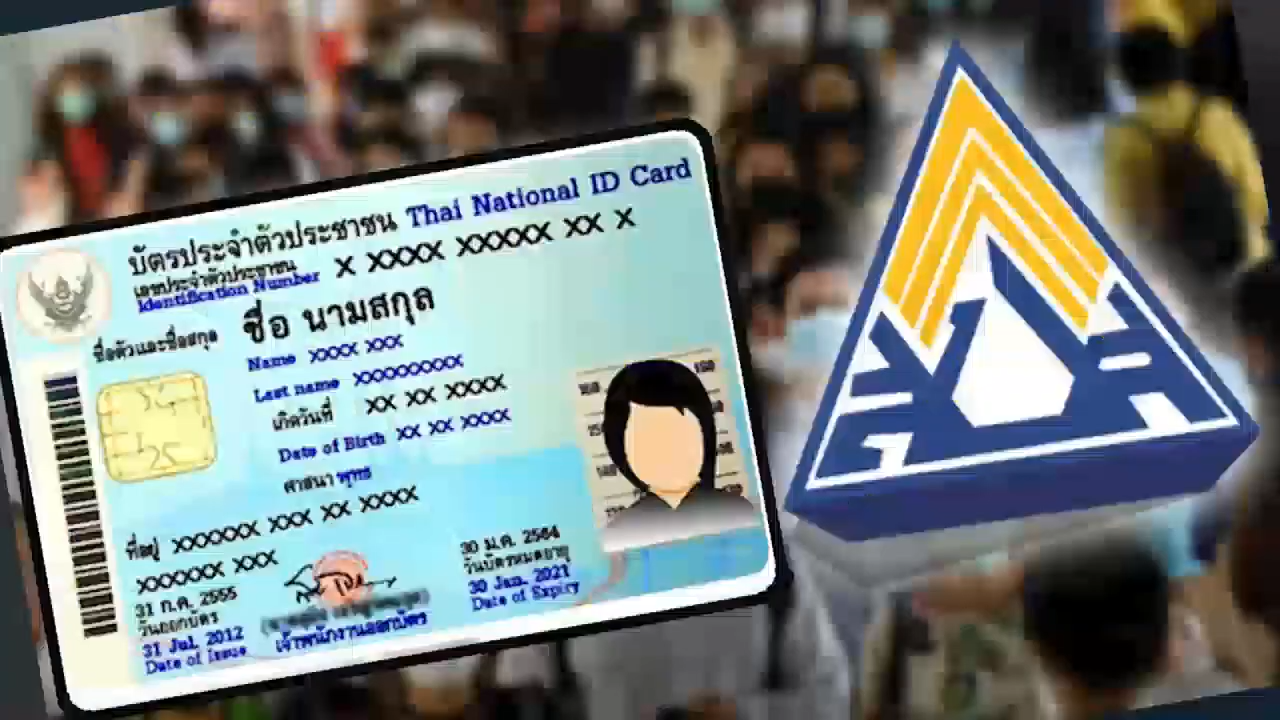 บัตรประจำตัวประชาชน Thai National ID Card
เลขประจำตัวประชาชน
Identification Number X XXXX XXXXX XX X
ชื่อตัวและชื่อสกุล ชื่อ นามสกุล
Name XXXX XXX
Last name XXXXXXXXX
เกิดวันที่ XX XX XXXX
Date of Birth XX XX XXXX
ศาสนา พุทธ
ที่อยู่ XXXXXXX XXX XX XXXX
XXXXXXX XXX
31 ก.ค. 2555
วันออกบัตร
31 Jul. 2012
Date of Issue
เจ้าพนักงานออกบัตร
30 ม.ค. 2564
วันบัตรหมดอายุ
30 Jan. 2021
Date of Expiry
160
150